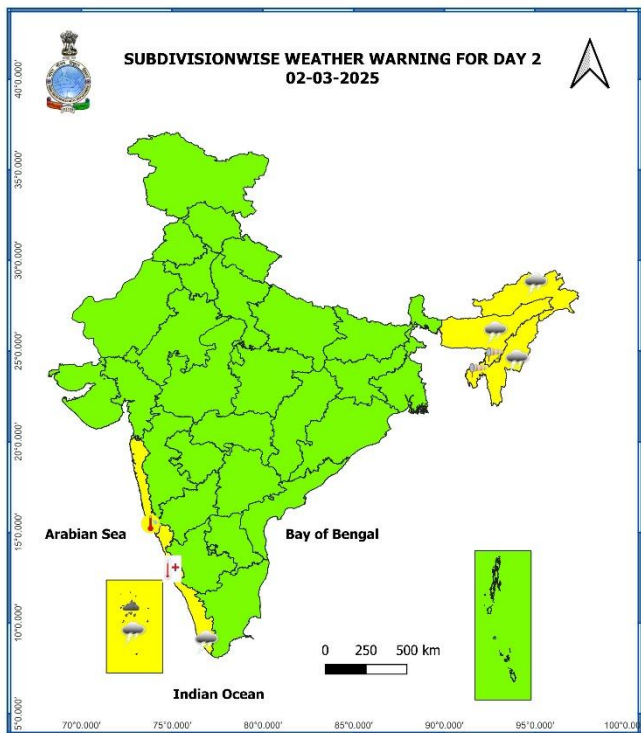 SUBDIVISIONWISE WEATHER WARNING FOR DAY 2
02-03-2025
40°0.000'
35°0.000'
30°0.000'
25°0.000'
20°0.000'
15°0.000'
10°0.000'
5°0.000'
Arabian Sea
Bay of Bengal
0 250 500 km
Indian Ocean
70°0.000' 75°0.000' 80°0.000' 85°0.000' 90°0.000' 95°0.000' 100°0.000'